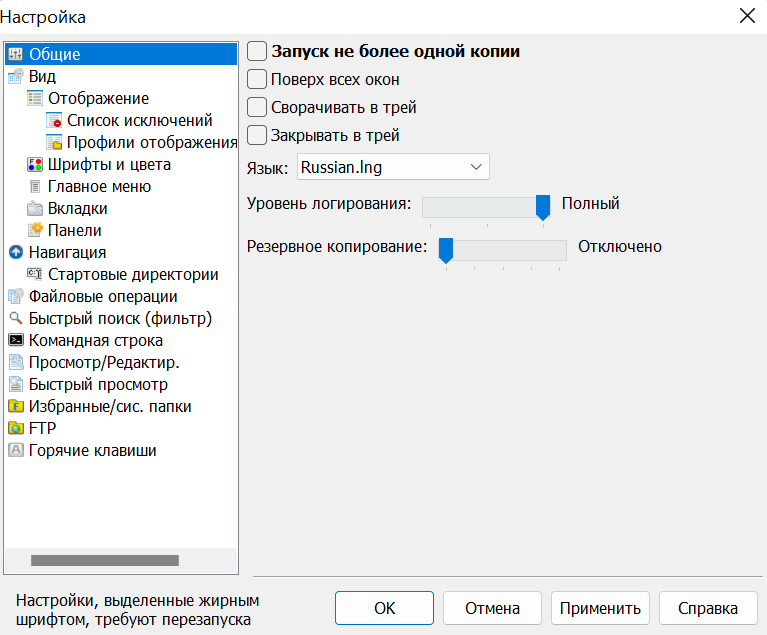 Настройка
Общие
Вид
Отображение
Список исключений
Профили отображения
Шрифты и цвета
Главное меню
Вкладки
Панели
Навигация
Стартовые директории
Файловые операции
Быстрый поиск (фильтр)
Командная строка
Просмотр/Редактир.
Быстрый просмотр
Избранные/сис. папки
FTP
Горячие клавиши
Запуск не более одной копии
Поверх всех окон
Сворачивать в трей
Закрывать в трей
Язык: Russian.lng
Уровень логирования: Полный
Резервное копирование: Отключено
Настройки, выделенные жирным
шрифтом, требуют перезапуска
OK Отмена Применить Справка